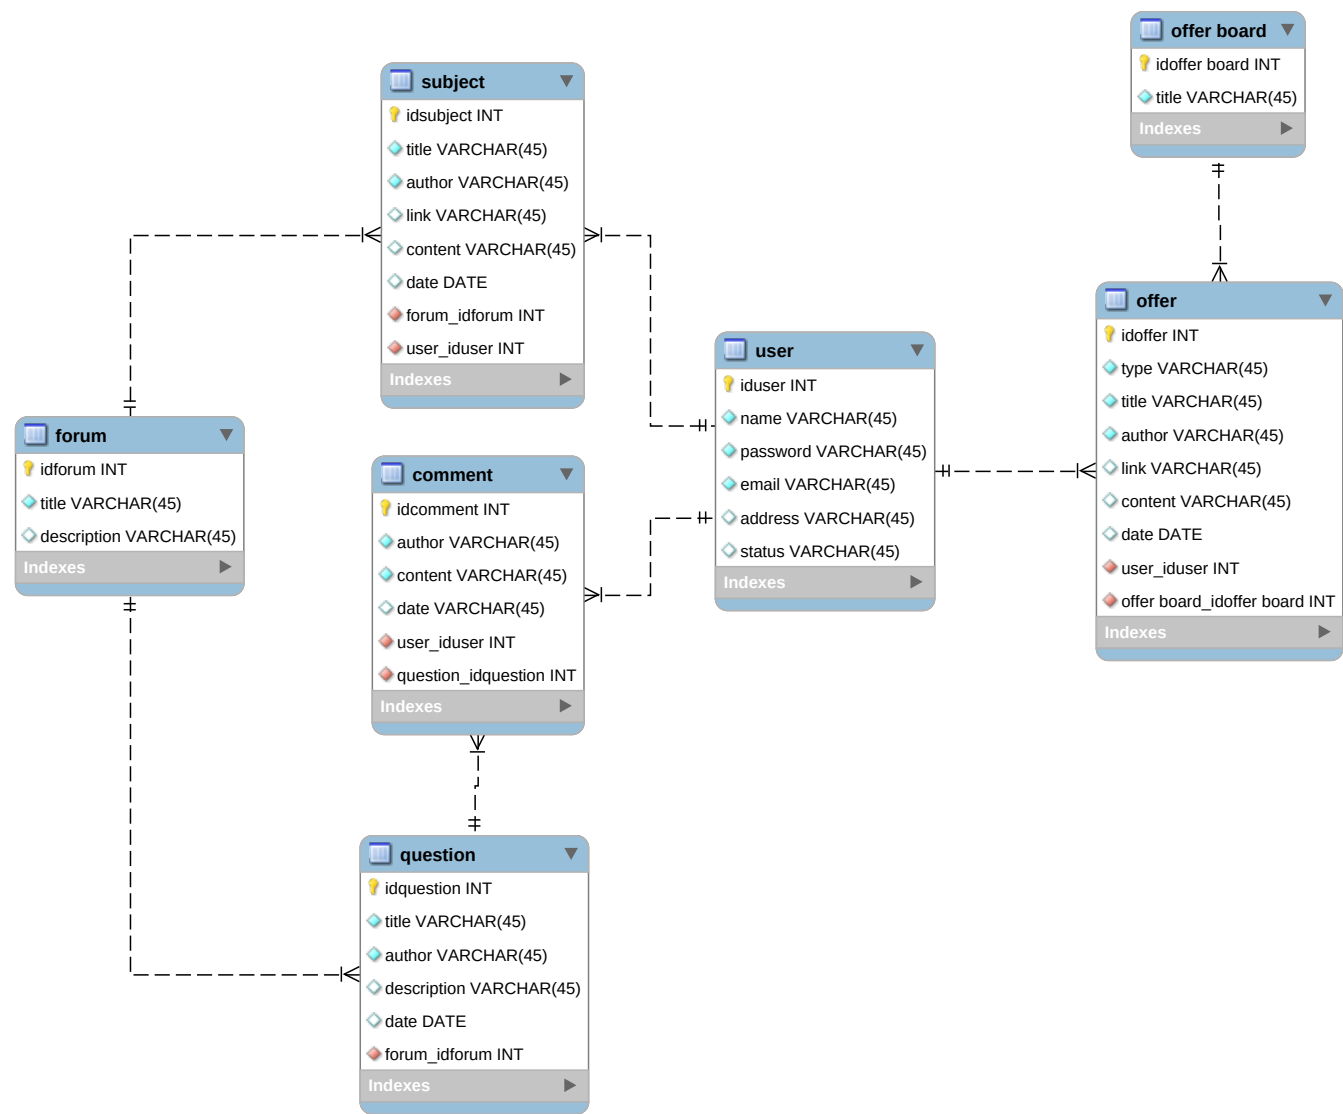 offer board
idoffer board INT
title VARCHAR(45)
Indexes
subject
idsubject INT
title VARCHAR(45)
author VARCHAR(45)
link VARCHAR(45)
content VARCHAR(45)
date DATE
forum_idforum INT
user_iduser INT
Indexes
offer
idoffer INT
type VARCHAR(45)
title VARCHAR(45)
author VARCHAR(45)
link VARCHAR(45)
content VARCHAR(45)
date DATE
user_iduser INT
offer board_idoffer board INT
Indexes
user
iduser INT
name VARCHAR(45)
password VARCHAR(45)
email VARCHAR(45)
address VARCHAR(45)
status VARCHAR(45)
Indexes
forum
idforum INT
title VARCHAR(45)
description VARCHAR(45)
Indexes
comment
idcomment INT
author VARCHAR(45)
content VARCHAR(45)
date VARCHAR(45)
user_iduser INT
question_idquestion INT
Indexes
question
idquestion INT
title VARCHAR(45)
author VARCHAR(45)
description VARCHAR(45)
date DATE
forum_idforum INT
Indexes